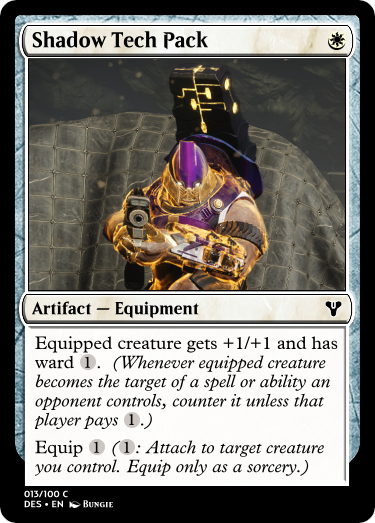 Shadow Tech Pack
Artifact — Equipment
Equipped creature gets +1/+1 and has
ward 1. (Whenever equipped creature
becomes the target of a spell or ability an
opponent controls, counter it unless that
player pays 1.)
Equip 1 (1: Attach to target creature
you control. Equip only as a sorcery.)
013/100 C
DES • EN Bungie